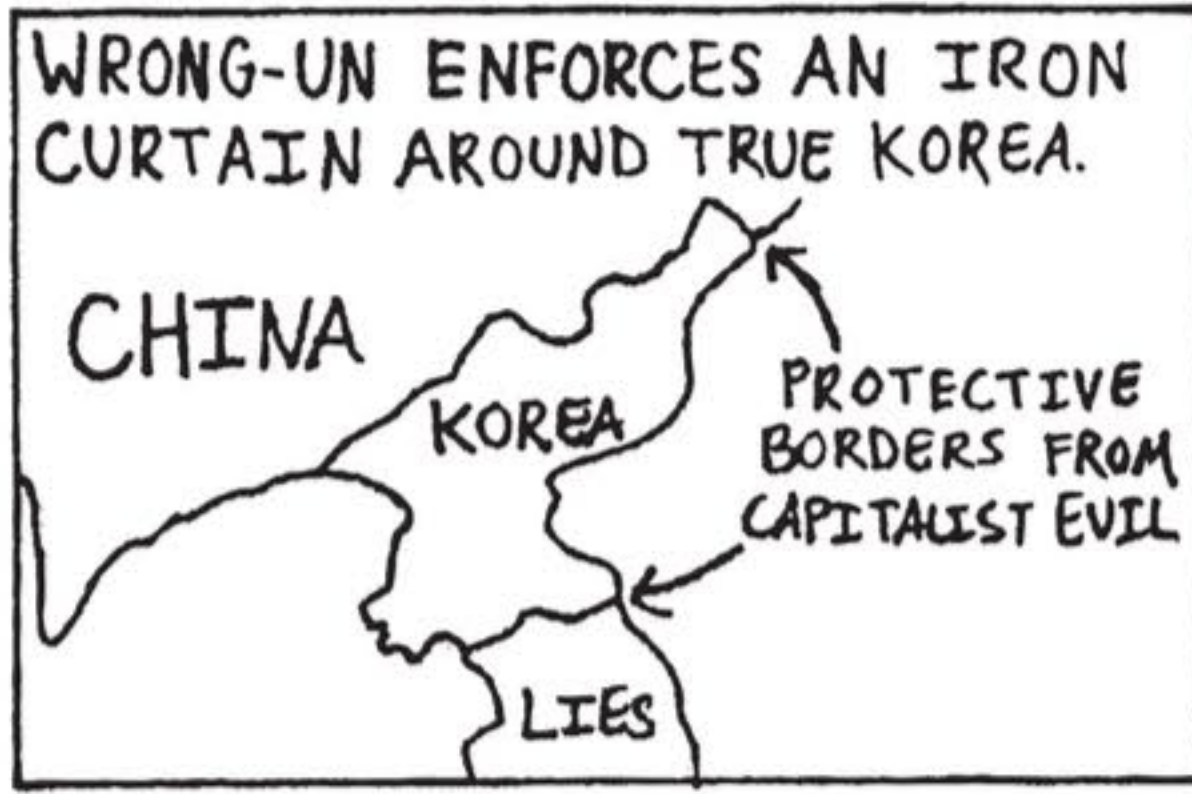 WRONG-UN ENFORCES AN IRON
CURTAIN AROUND TRUE KOREA.
CHINA
KOREA
PROTECTIVE
BORDERS FROM
CAPITALIST EVIL
LIES